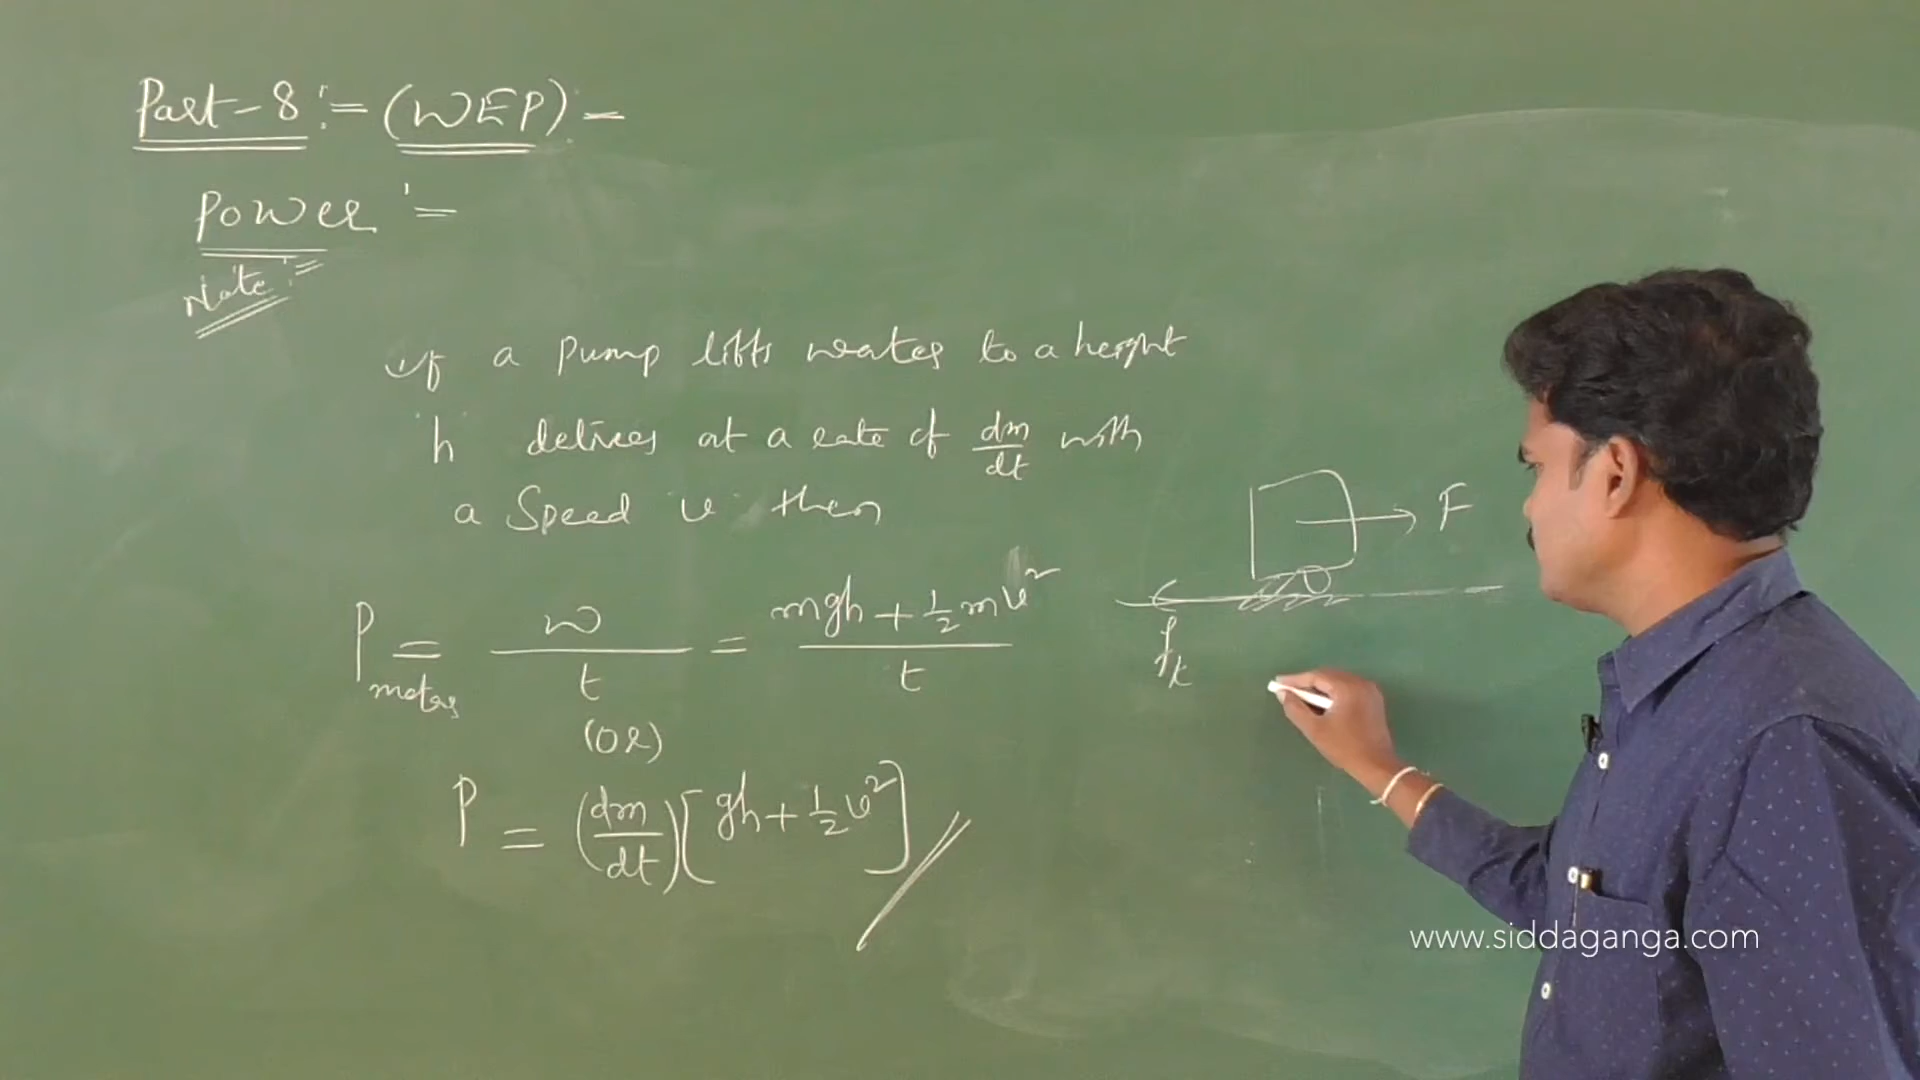 Part-8:- (WEP):-
Power:-
Note:-
If a pump lifts water to a height
h delivers at a rate of dm/dt with
a speed v then
P motor = W/t = (mgh + 1/2 mv²)/t
(OR)
P = (dm/dt)[gh + 1/2 v²]
F
fk
www.siddaganga.com